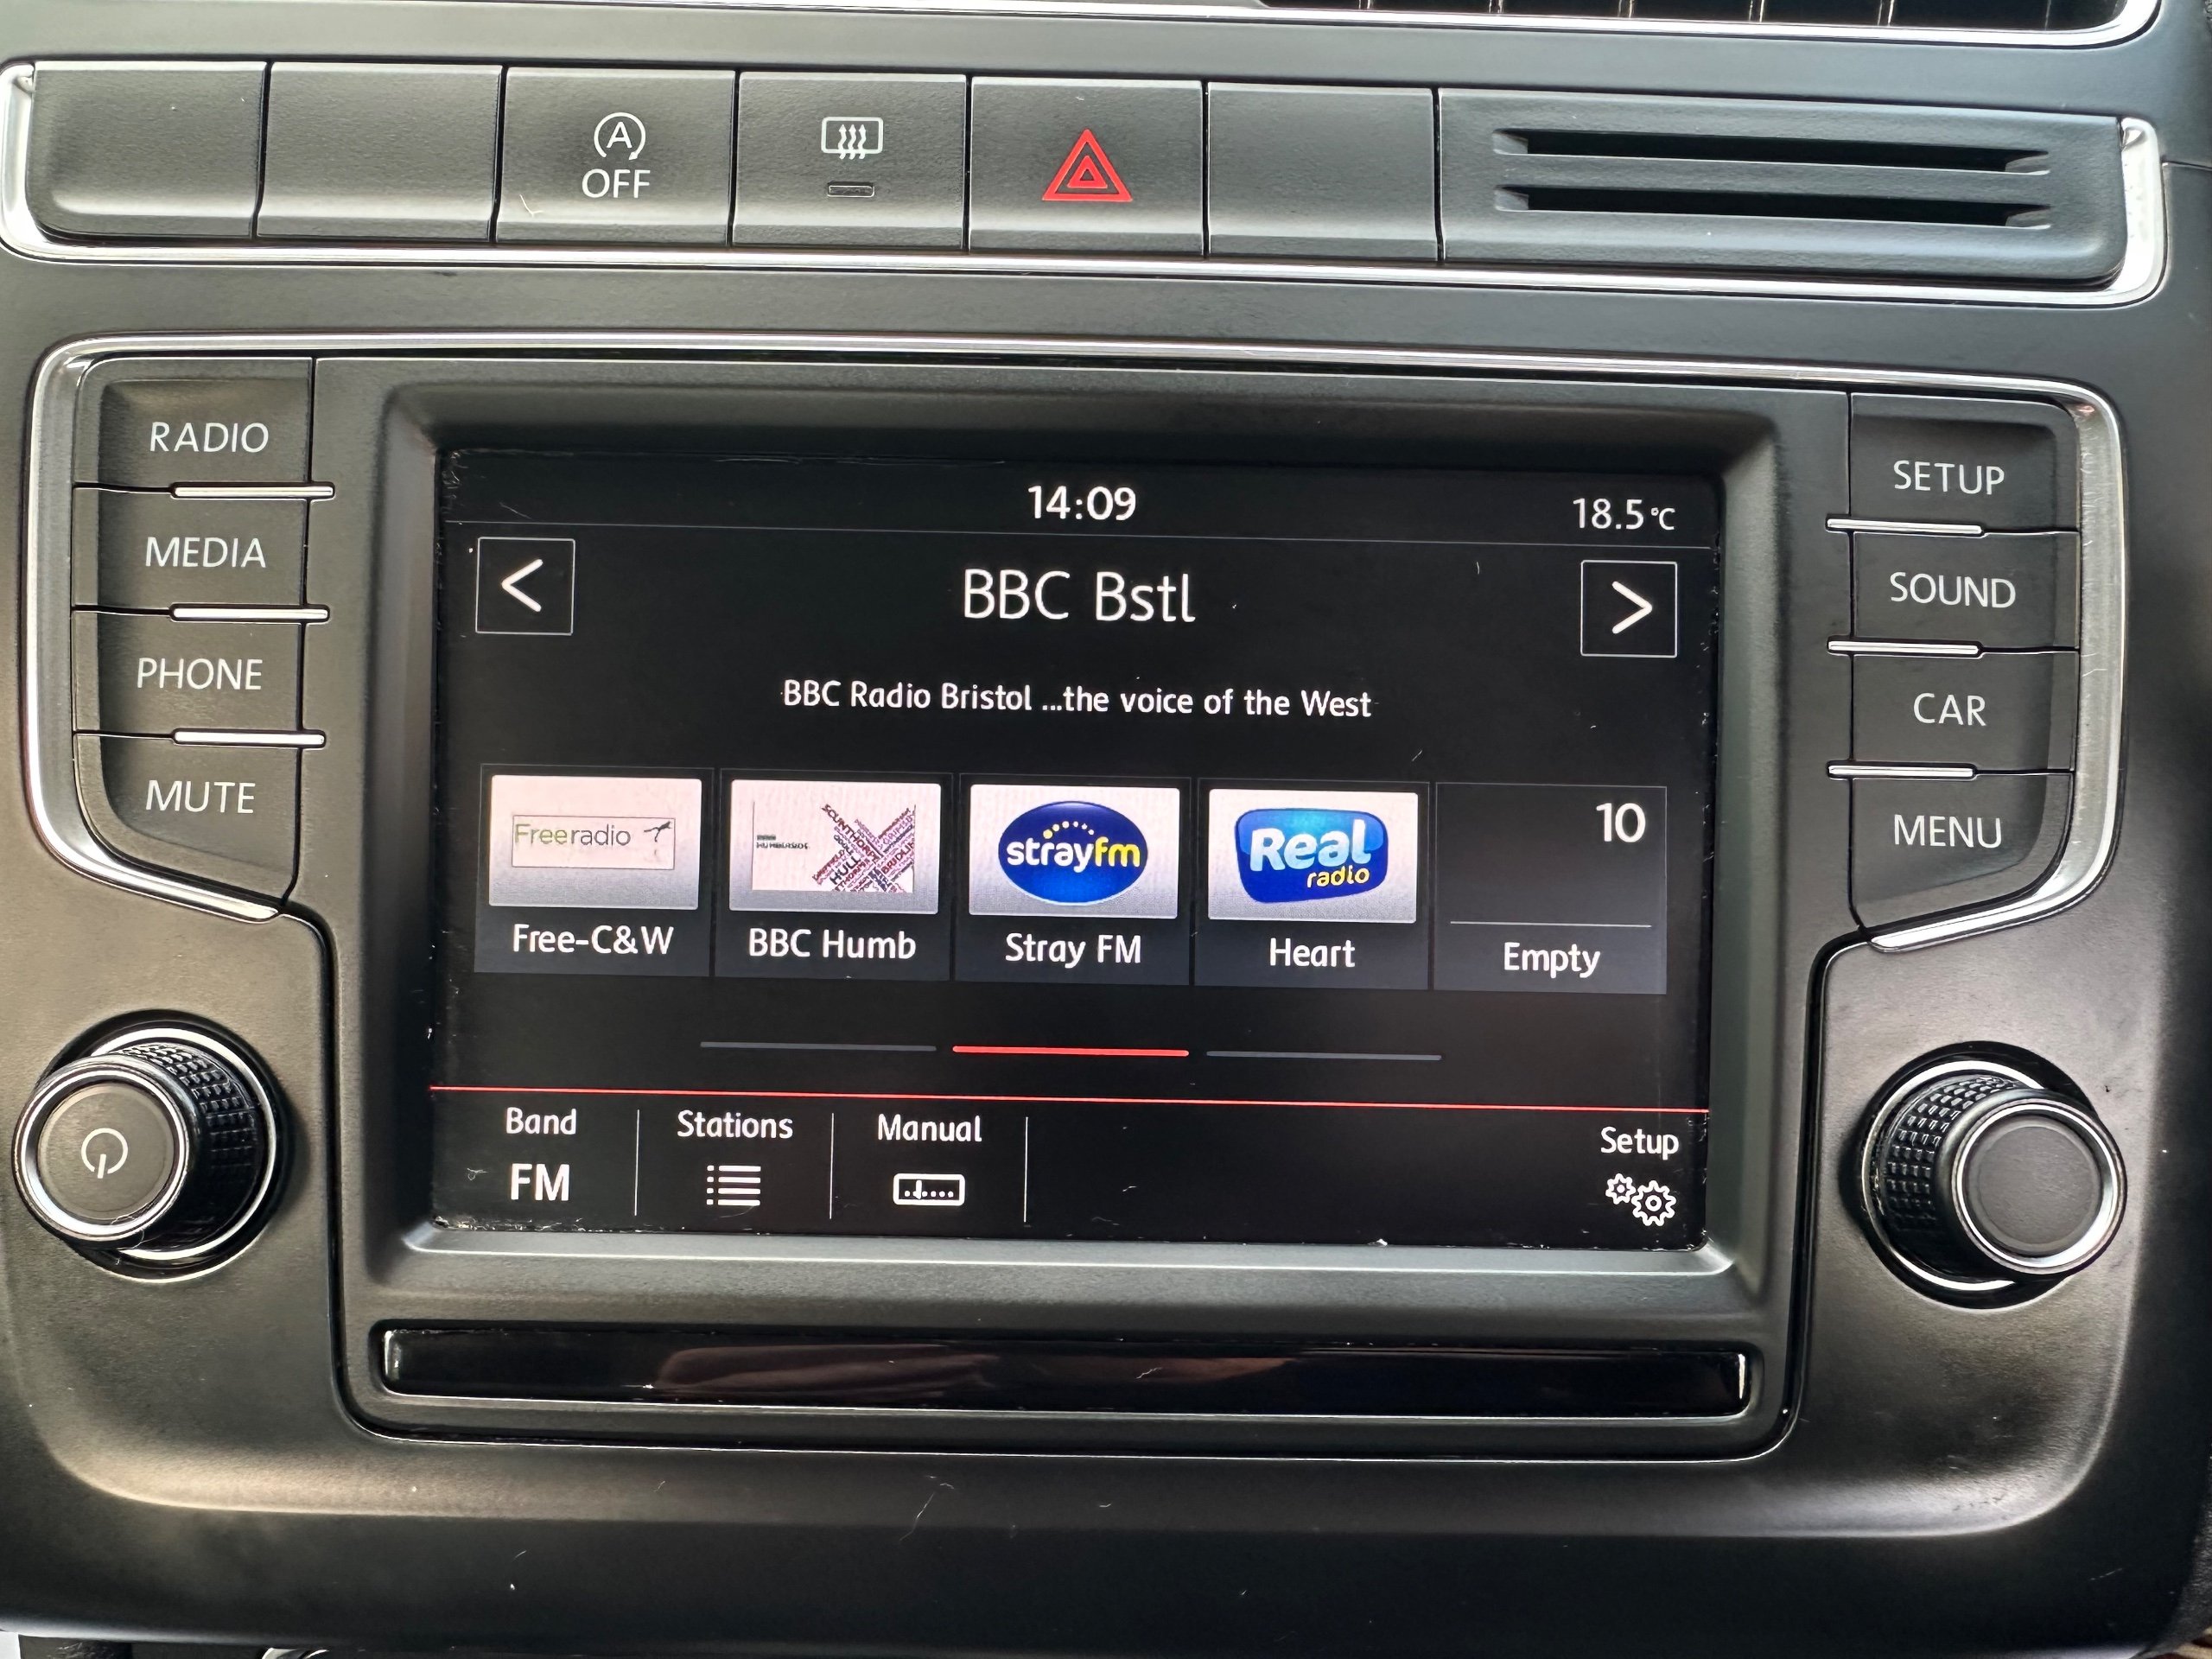 A
OFF
RADIO
MEDIA
PHONE
MUTE
14:09
18.5°C
<
BBC Bstl
>
BBC Radio Bristol ...the voice of the West
Freeradio
SCUNTHORPE
HULL
strayfm
Real
radio
10
Free-C&W
BBC Humb
Stray FM
Heart
Empty
Band
FM
Stations
Manual
Setup
SETUP
SOUND
CAR
MENU